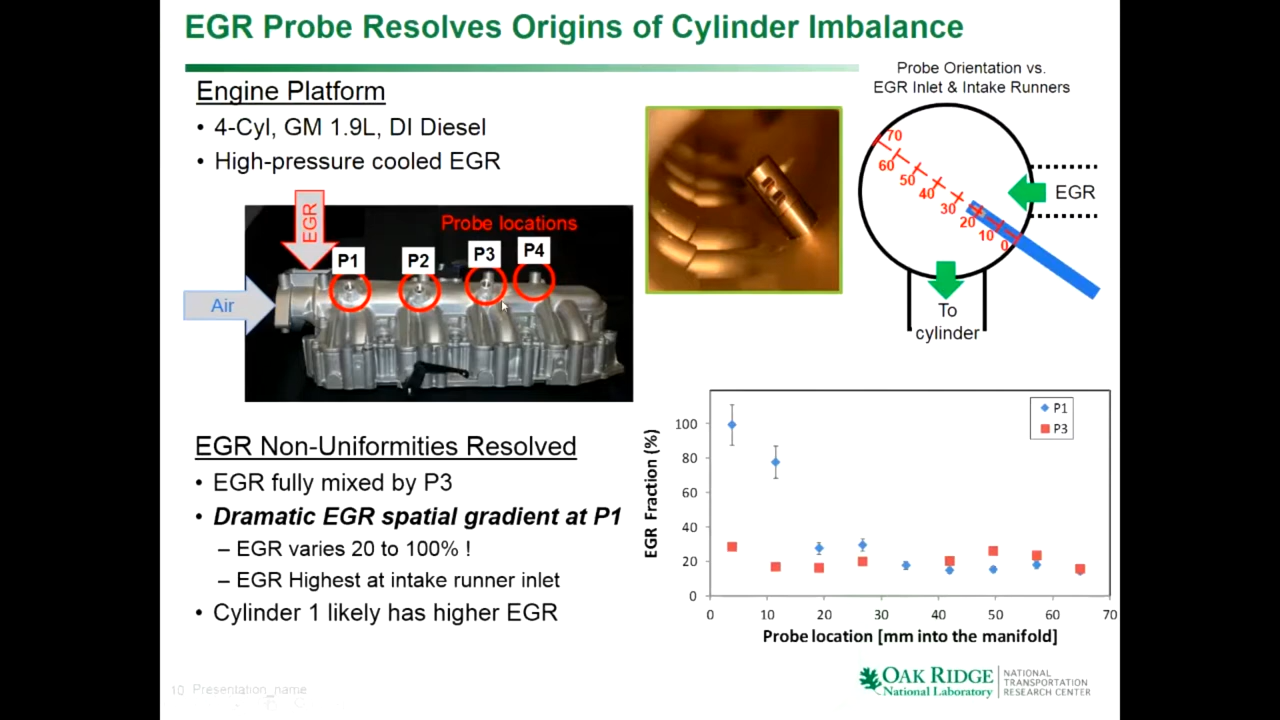 EGR Probe Resolves Origins of Cylinder Imbalance
Engine Platform
• 4-Cyl, GM 1.9L, DI Diesel
• High-pressure cooled EGR
EGR
Probe locations
P1
P2
P3
P4
Air
Probe Orientation vs.
EGR Inlet & Intake Runners
70
60
50
40
30
20
10
0
EGR
To
cylinder
EGR Non-Uniformities Resolved
• EGR fully mixed by P3
• Dramatic EGR spatial gradient at P1
– EGR varies 20 to 100% !
– EGR Highest at intake runner inlet
• Cylinder 1 likely has higher EGR
EGR Fraction (%)
100
80
60
40
20
0
P1
P3
0 10 20 30 40 50 60 70
Probe location [mm into the manifold]
10 Presentation_name
OAK RIDGE
National Laboratory
NATIONAL
TRANSPORTATION
RESEARCH CENTER